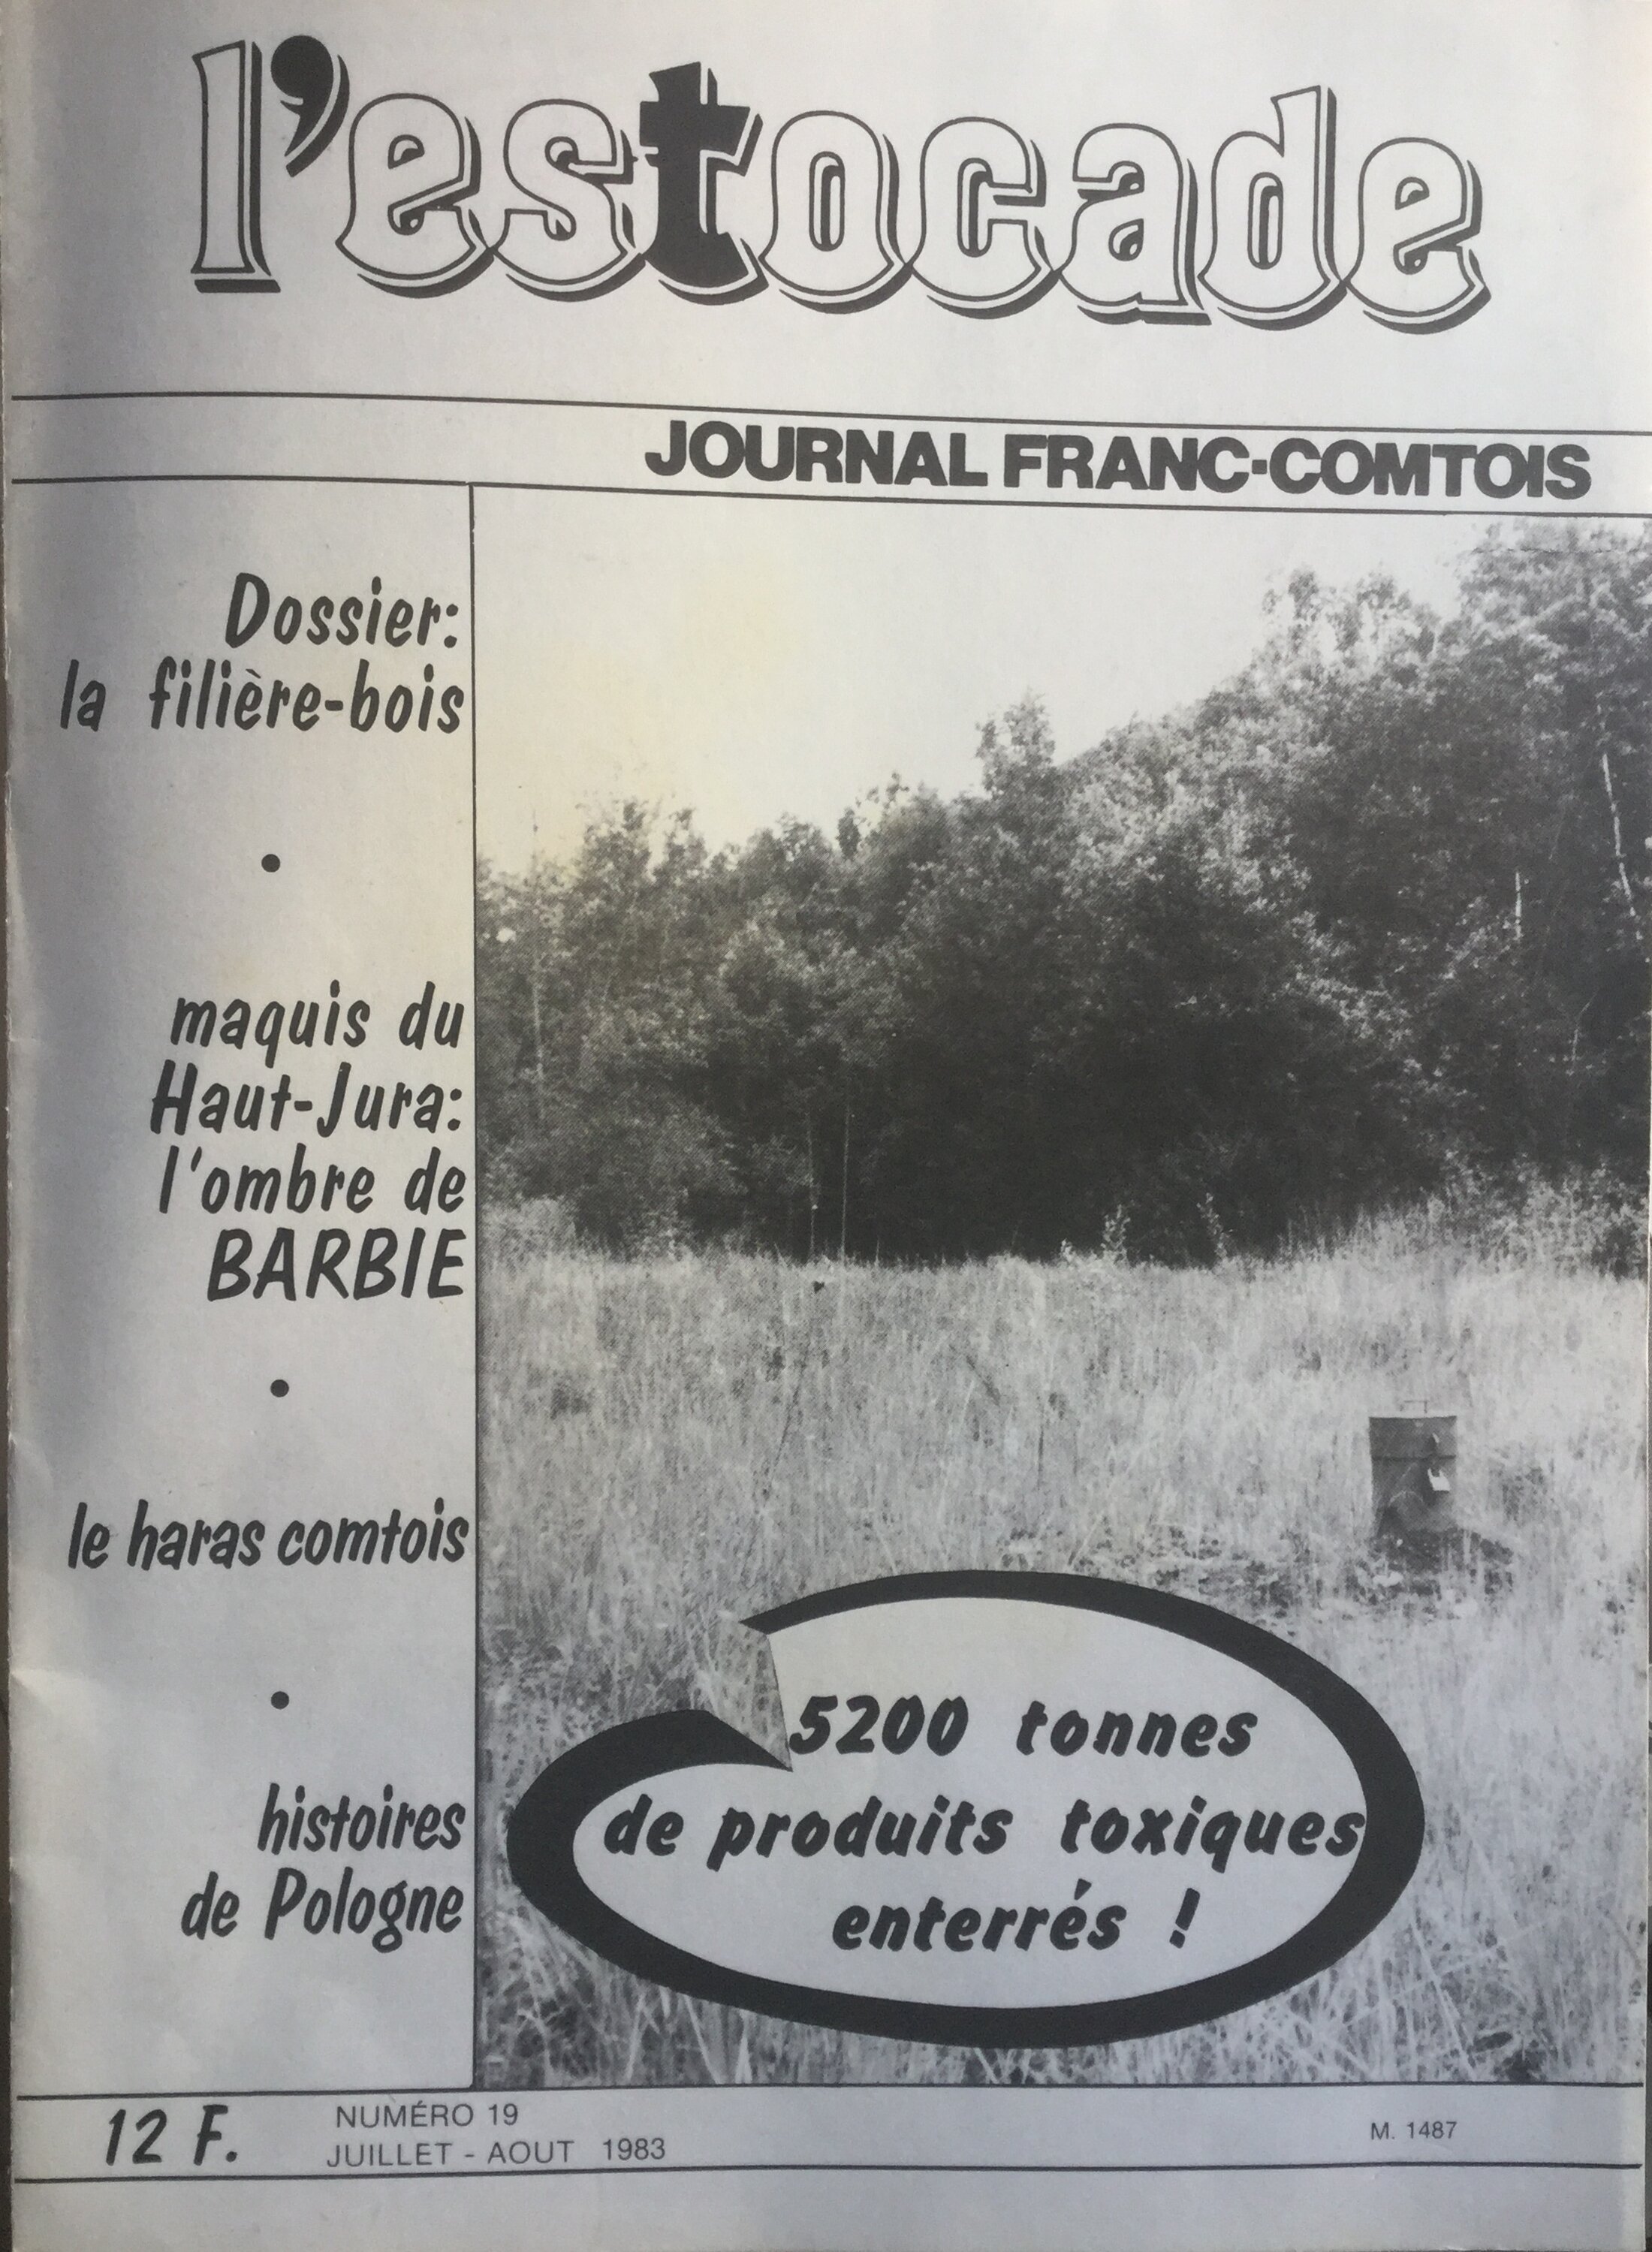 l'estocade
JOURNAL FRANC-COMTOIS
Dossier:
la filière-bois
•
maquis du
Haut-Jura:
l'ombre de
BARBIE
•
le haras comtois
•
histoires
de Pologne
5200 tonnes
de produits toxiques
enterrés !
12 F.
NUMÉRO 19
JUILLET - AOUT 1983
M. 1487